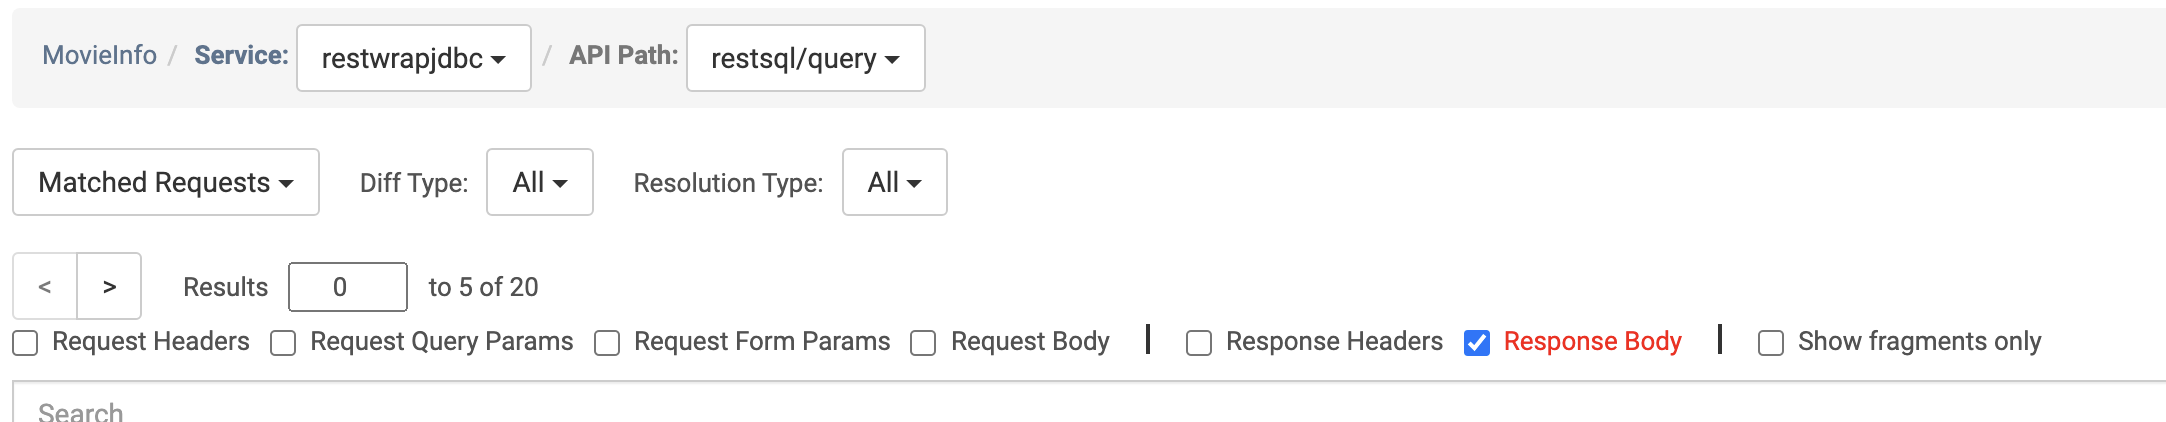 MovieInfo / Service: restwrapjdbc / API Path: restsql/query
Matched Requests Diff Type: All Resolution Type: All
< > Results 0 to 5 of 20
Request Headers Request Query Params Request Form Params Request Body | Response Headers Response Body | Show fragments only
Search